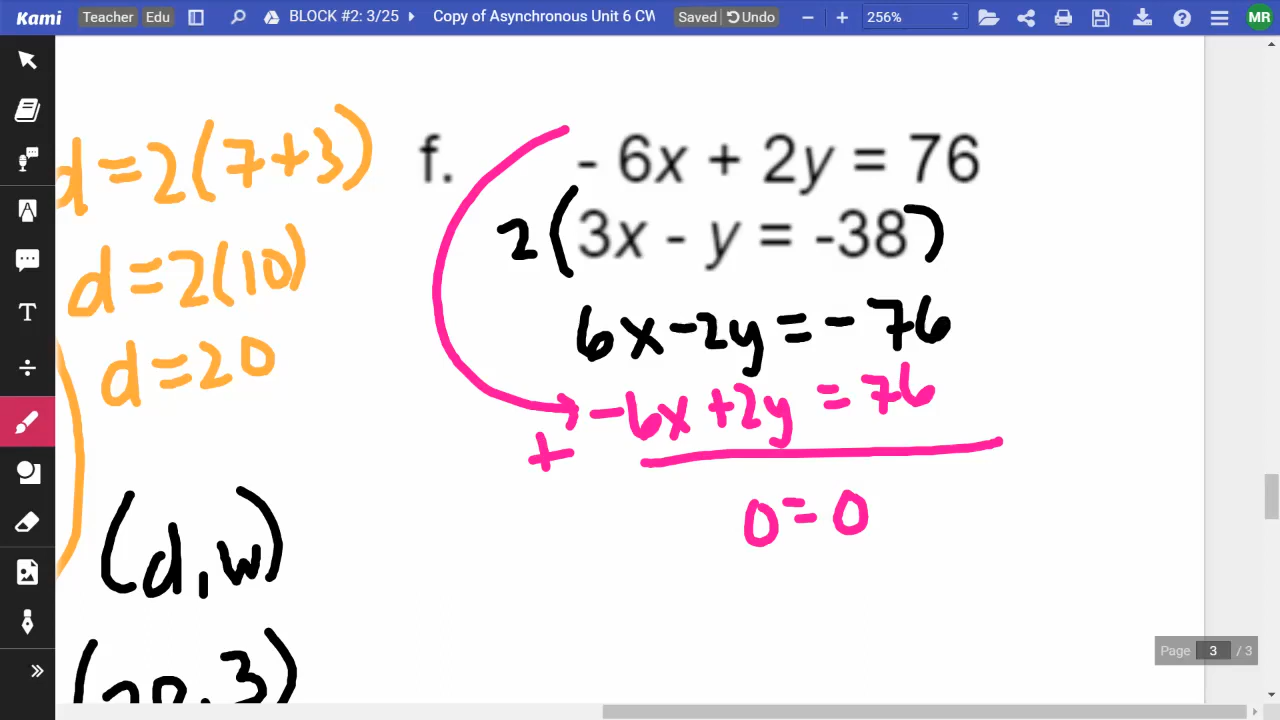 Kami Teacher Edu BLOCK #2: 3/25 Copy of Asynchronous Unit 6 CW Saved Undo 256% MR
d=2(7+3)
d=2(10)
d=20
(d,w)
f. - 6x + 2y = 76
2(3x - y = -38)
6x-2y=-76
-6x+2y=76
+
0=0
Page 3 / 3